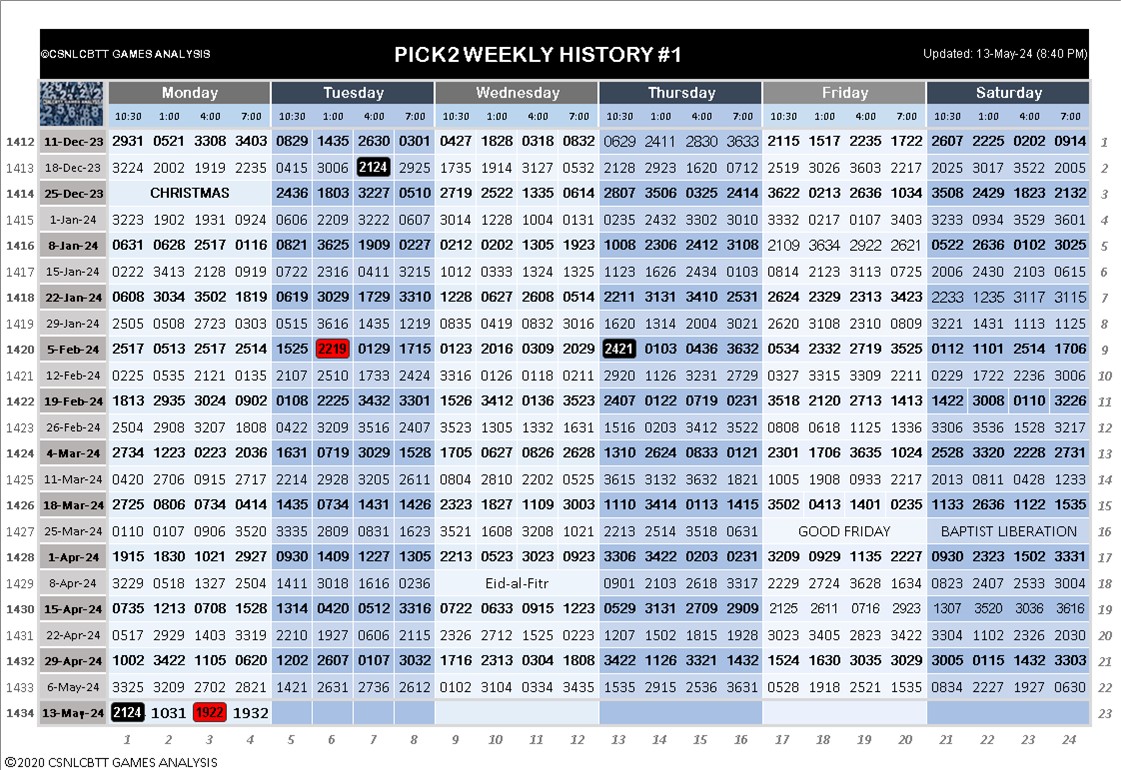 ©CSNLCBTT GAMES ANALYSIS PICK2 WEEKLY HISTORY #1 Updated: 13-May-24 (8:40 PM)
Monday Tuesday Wednesday Thursday Friday Saturday
10:30 1:00 4:00 7:00 10:30 1:00 4:00 7:00 10:30 1:00 4:00 7:00 10:30 1:00 4:00 7:00 10:30 1:00 4:00 7:00 10:30 1:00 4:00 7:00
1412 11-Dec-23 2931 0521 3308 3403 0829 1435 2630 0301 0427 1828 0318 0832 0629 2411 2830 3633 2115 1517 2235 1722 2607 2225 0202 0914 1
1413 18-Dec-23 3224 2002 1919 2235 0415 3006 2124 2925 1735 1914 3127 0532 2128 2923 1620 0712 2519 3026 3603 2217 2025 3017 3522 2005 2
1414 25-Dec-23 CHRISTMAS 2436 1803 3227 0510 2719 2522 1335 0614 2807 3506 0325 2414 3622 0213 2636 1034 3508 2429 1823 2132 3
1415 1-Jan-24 3223 1902 1931 0924 0606 2209 3222 0607 3014 1228 1004 0131 0235 2432 3302 3010 3332 0217 0107 3403 3233 0934 3529 3601 4
1416 8-Jan-24 0631 0628 2517 0116 0821 3625 1909 0227 0212 0202 1305 1923 1008 2306 2412 3108 2109 3634 2922 2621 0522 2636 0102 3025 5
1417 15-Jan-24 0222 3413 2128 0919 0722 2316 0411 3215 1012 0333 1324 1325 1123 1626 2434 0103 0814 2123 3113 0725 2006 2430 2103 0615 6
1418 22-Jan-24 0608 3034 3502 1819 0619 3029 1729 3310 1228 0627 2608 0514 2211 3131 3410 2531 2624 2329 2313 3423 2233 1235 3117 3115 7
1419 29-Jan-24 2505 0508 2723 0303 0515 3616 1435 1219 0835 0419 0832 3016 1620 1314 2004 3021 2620 3108 2310 0809 3221 1431 1113 1125 8
1420 5-Feb-24 2517 0513 2517 2514 1525 2219 0129 1715 0123 2016 0309 2029 2421 0103 0436 3632 0534 2332 2719 3525 0112 1101 2514 1706 9
1421 12-Feb-24 0225 0535 2121 0135 2107 2510 1733 2424 3316 0126 0118 0211 2920 1126 3231 2729 0327 3315 3309 2211 0229 1722 2236 3006 10
1422 19-Feb-24 1813 2935 3024 0902 0108 2225 3432 3301 1526 3412 0136 3523 2407 0122 0719 0231 3518 2120 2713 1413 1422 3008 0110 3226 11
1423 26-Feb-24 2504 2908 3207 1808 0422 3209 3516 2407 3523 1305 1332 1631 1516 0203 3412 3522 0808 0618 1125 1336 3306 3536 1528 3217 12
1424 4-Mar-24 2734 1223 0223 2036 1631 0719 3029 1528 1705 0627 0826 2628 1310 2624 0833 0121 2301 1706 3635 1024 2528 3320 2228 2731 13
1425 11-Mar-24 0420 2706 0915 2717 2214 2928 3205 2611 0804 2810 2202 0525 3615 3132 3632 1821 1005 1908 0933 2217 2013 0811 0428 1233 14
1426 18-Mar-24 2725 0806 0734 0414 1435 0734 1431 1426 2323 1827 1109 3003 1110 3414 0113 1415 3502 0413 1401 0235 1133 2636 1122 1535 15
1427 25-Mar-24 0110 0107 0906 3520 3335 2809 0831 1623 3521 1608 3208 1021 2213 2514 3518 0631 GOOD FRIDAY BAPTIST LIBERATION 16
1428 1-Apr-24 1915 1830 1021 2927 0930 1409 1227 1305 2213 0523 3023 0923 3306 3422 0203 0231 3209 0929 1135 2227 0930 2323 1502 3331 17
1429 8-Apr-24 3229 0518 1327 2504 1411 3018 1616 0236 Eid-al-Fitr 0901 2103 2618 3317 2229 2724 3628 1634 0823 2407 2533 3004 18
1430 15-Apr-24 0735 1213 0708 1528 1314 0420 0512 3316 0722 0633 0915 1223 0529 3131 2709 2909 2125 2611 0716 2923 1307 3520 3036 3616 19
1431 22-Apr-24 0517 2929 1403 3319 2210 1927 0606 2115 2326 2712 1525 0223 1207 1502 1815 1928 3023 3405 2823 3422 3304 1102 2326 2030 20
1432 29-Apr-24 1002 3422 1105 0620 1202 2607 0107 3032 1716 2313 0304 1808 3422 1126 3321 1432 1524 1630 3035 3029 3005 0115 1432 3303 21
1433 6-May-24 3325 3209 2702 2821 1421 2631 2736 2612 0102 3104 0334 3435 1535 2915 2536 3631 0528 1918 2521 1535 0834 2227 1927 0630 22
1434 13-May-24 2124 1031 1922 1932 23
1 2 3 4 5 6 7 8 9 10 11 12 13 14 15 16 17 18 19 20 21 22 23 24
©2020 CSNLCBTT GAMES ANALYSIS